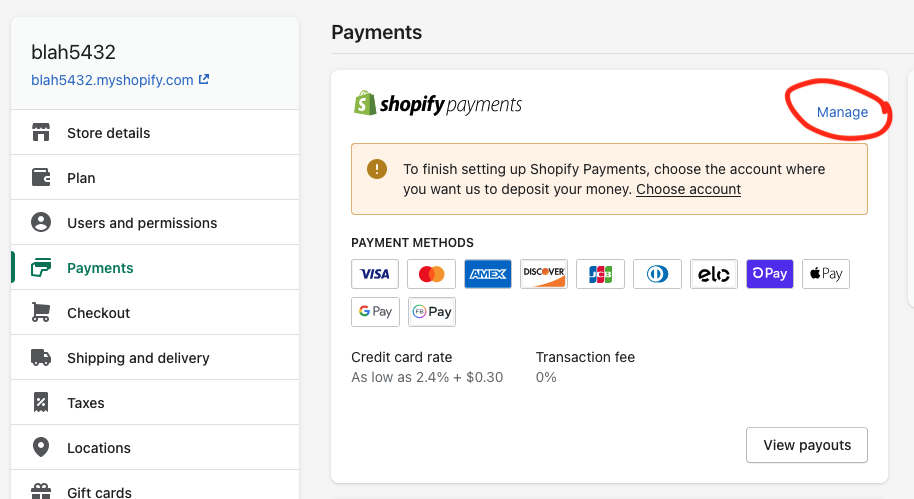 blah5432
blah5432.myshopify.com
Store details
Plan
Users and permissions
Payments
Checkout
Shipping and delivery
Taxes
Locations
Gift cards
Payments
shopify payments
Manage
To finish setting up Shopify Payments, choose the account where
you want us to deposit your money. Choose account
PAYMENT METHODS
VISA AMEX DISCOVER JCB elo Pay Pay
G Pay FB Pay
Credit card rate Transaction fee
As low as 2.4% + $0.30 0%
View payouts